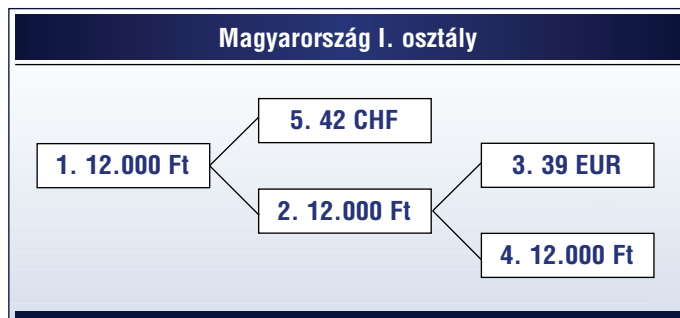 Magyarország I. osztály
5. 42 CHF
1. 12.000 Ft
3. 39 EUR
2. 12.000 Ft
4. 12.000 Ft